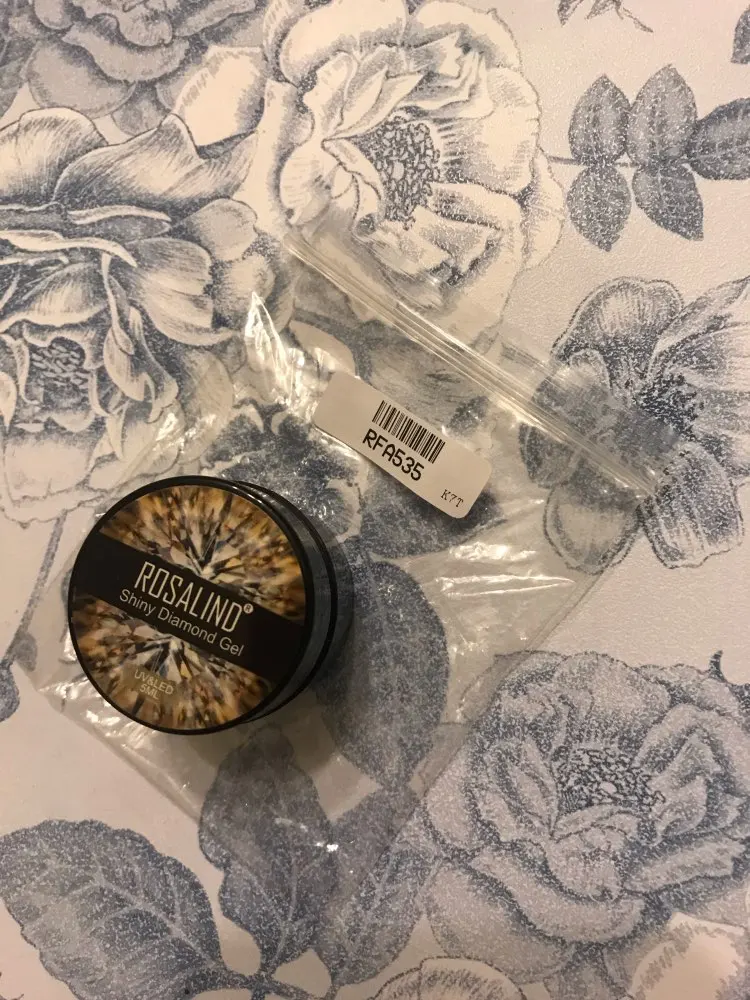 RFA535
K7T
ROSALIND®
Shiny Diamond Gel
UV&LED
5ML